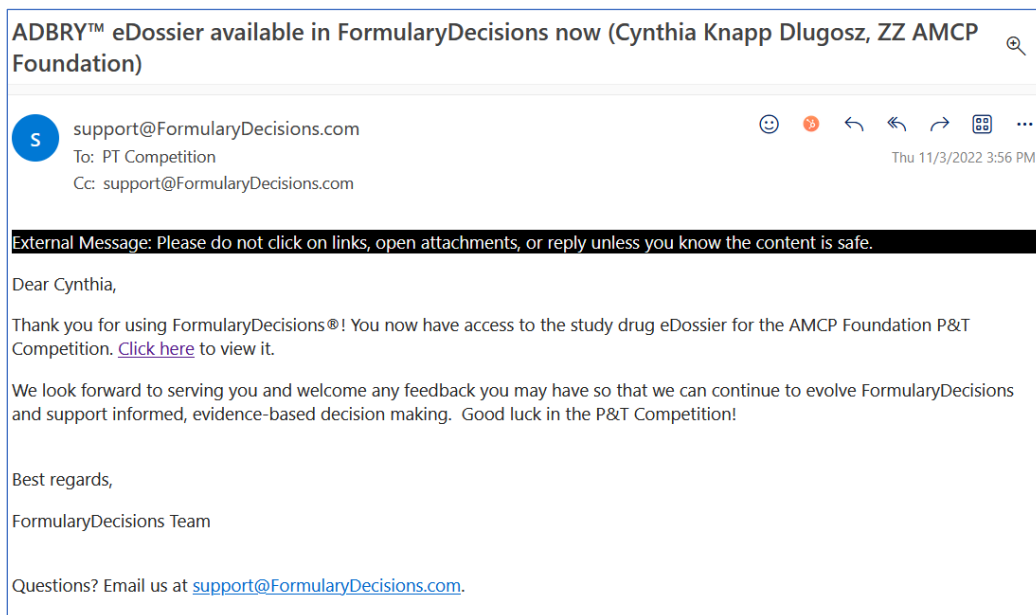 ADBRY™ eDossier available in FormularyDecisions now (Cynthia Knapp Dlugosz, ZZ AMCP
Foundation)
S
support@FormularyDecisions.com
To: PT Competition
Thu 11/3/2022 3:56 PM
Cc: support@FormularyDecisions.com
External Message: Please do not click on links, open attachments, or reply unless you know the content is safe.
Dear Cynthia,
Thank you for using FormularyDecisions®! You now have access to the study drug eDossier for the AMCP Foundation P&T
Competition. Click here to view it.
We look forward to serving you and welcome any feedback you may have so that we can continue to evolve FormularyDecisions
and support informed, evidence-based decision making.  Good luck in the P&T Competition!
Best regards,
FormularyDecisions Team
Questions? Email us at support@FormularyDecisions.com.